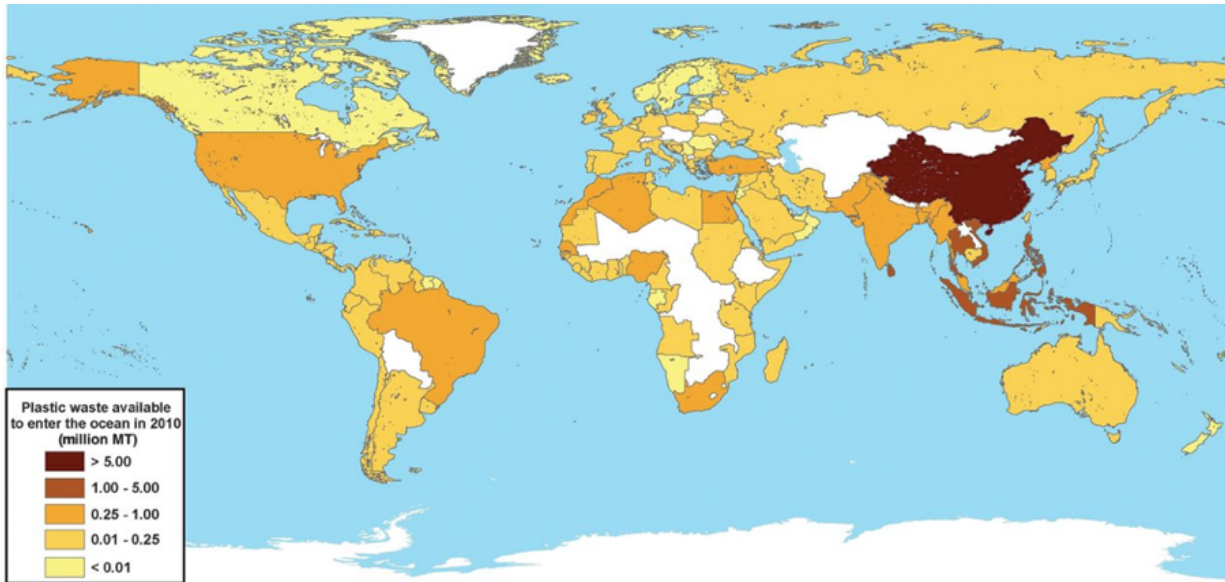 Plastic waste available
to enter the ocean in 2010
(million MT)
> 5.00
1.00 - 5.00
0.25 - 1.00
0.01 - 0.25
< 0.01